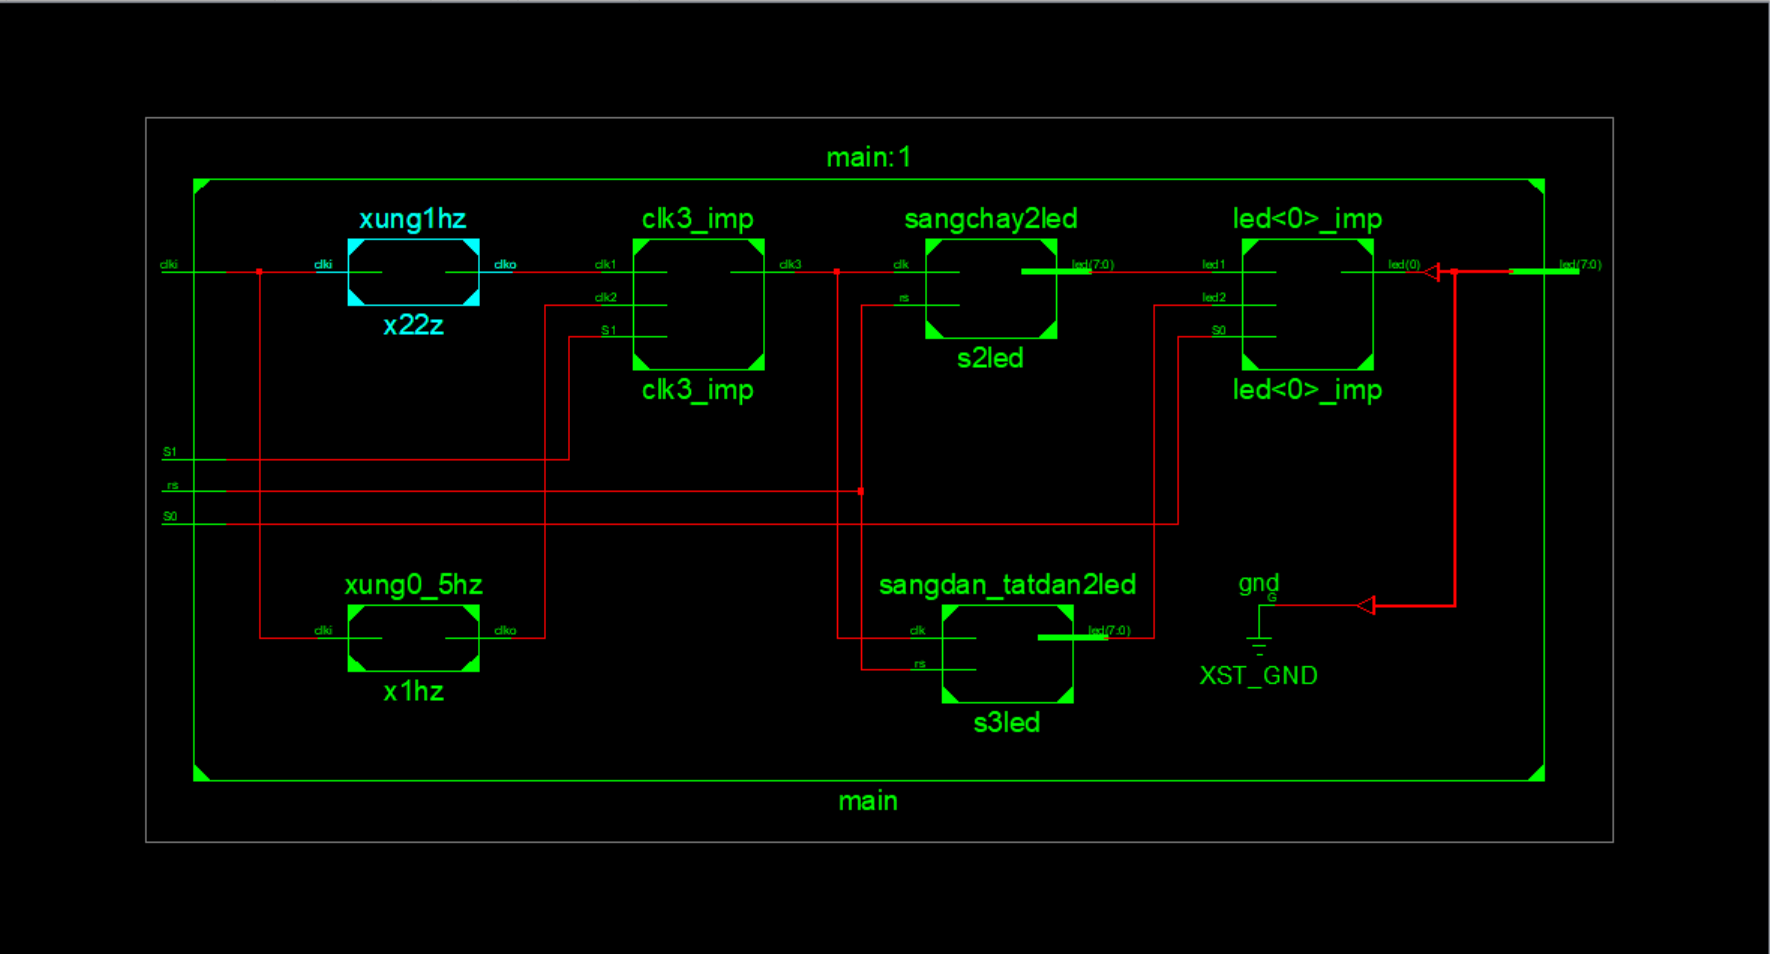 main:1
xung1hz
clk3_imp
sangchay2led
led<0>_imp
clki
clki
clko
clk1
clk3
clk
led(7:0)
led1
led(0)
led(7:0)
clk2
rs
led2
S1
S0
x22z
s2led
clk3_imp
led<0>_imp
S1
rs
S0
xung0_5hz
sangdan_tatdan2led
gnd
G
clki
clko
clk
led(7:0)
rs
XST_GND
x1hz
s3led
main